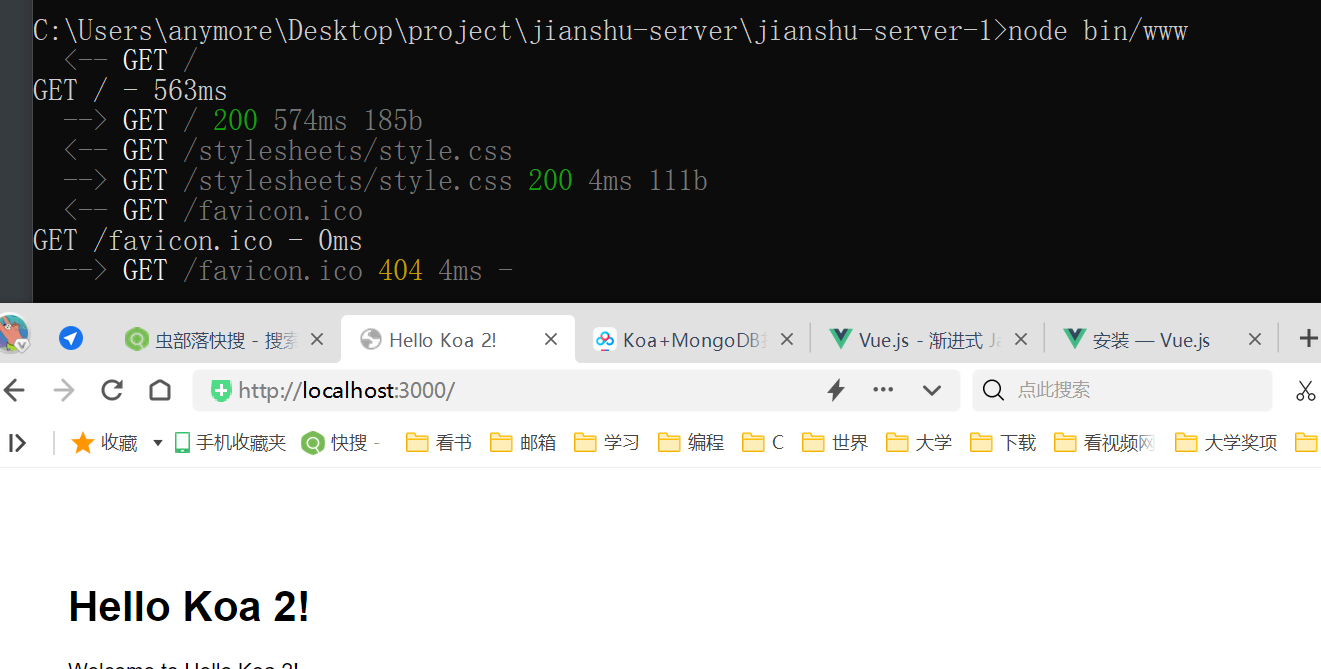 C:\Users\anymore\Desktop\project\jianshu-server\jianshu-server-1>node bin/www
<-- GET /
GET / - 563ms
--> GET / 200 574ms 185b
<-- GET /stylesheets/style.css
--> GET /stylesheets/style.css 200 4ms 111b
<-- GET /favicon.ico
GET /favicon.ico - 0ms
--> GET /favicon.ico 404 4ms -
虫部落快搜 - 搜索 Hello Koa 2! Koa+MongoDB Vue.js - 渐进式 Ja 安装 — Vue.js
http://localhost:3000/ 点此搜索
收藏 手机收藏夹 快搜 - 看书 邮箱 学习 编程 C 世界 大学 下载 看视频网 大学奖项
Hello Koa 2!
Welcome to Hello Koa 2!